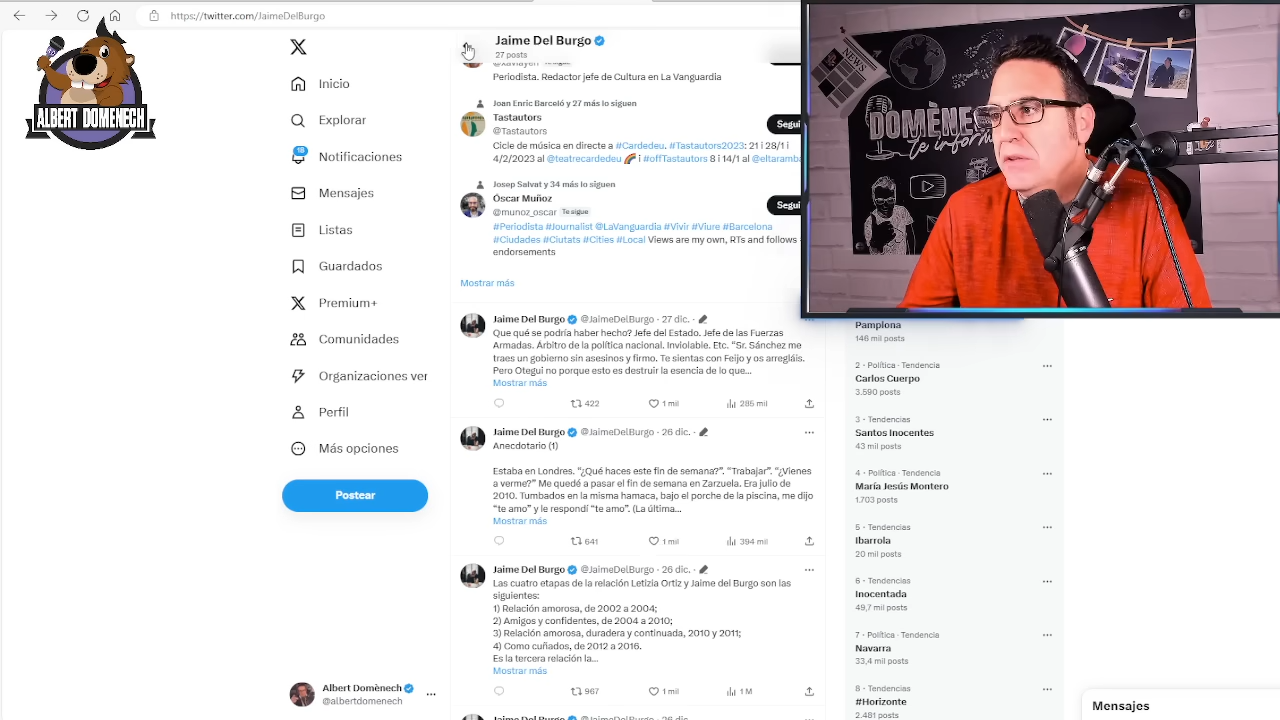 https://twitter.com/JaimeDelBurgo
ALBERT DOMÈNECH
Inicio
Explorar
18
Notificaciones
Mensajes
Listas
Guardados
Premium+
Comunidades
Organizaciones ver
Perfil
Más opciones
Postear
Albert Domènech
@albertdomenech
Jaime Del Burgo
27 posts
Periodista. Redactor jefe de Cultura en La Vanguardia
Joan Enric Barceló y 27 más lo siguen
Tastautors
@Tastautors
Segui
Cicle de música en directe a #Cardedeu. #Tastautors2023: 21 i 28/1 i
4/2/2023 al @teatrecardedeu 🌈 i #offTastautors 8 i 14/1 al @eltaramba
Josep Salvat y 34 más lo siguen
Óscar Muñoz
@munoz_oscar Te sigue
Segui
#Periodista #Journalist @LaVanguardia #Vivir #Viure #Barcelona
#Ciudades #Ciutats #Cities #Local Views are my own, RTs and follows ≠
endorsements
Mostrar más
Jaime Del Burgo @JaimeDelBurgo · 27 dic. ·
Que qué se podría haber hecho? Jefe del Estado. Jefe de las Fuerzas
Armadas. Árbitro de la política nacional. Inviolable. Etc. “Sr. Sánchez me
traes un gobierno sin asesinos y firmo. Te sientas con Feijo y os arregláis.
Pero Otegui no porque esto es destruir la esencia de lo que...
Mostrar más
422
1 mil
285 mil
Jaime Del Burgo @JaimeDelBurgo · 26 dic. ·
Anecdotario (1)
Estaba en Londres. “¿Qué haces este fin de semana?”. “Trabajar”. “¿Vienes
a verme?” Me quedé a pasar el fin de semana en Zarzuela. Era julio de
2010. Tumbados en la misma hamaca, bajo el porche de la piscina, me dijo
“te amo” y le respondí “te amo”. (La última...
Mostrar más
641
1 mil
394 mil
Jaime Del Burgo @JaimeDelBurgo · 26 dic. ·
Las cuatro etapas de la relación Letizia Ortiz y Jaime del Burgo son las
siguientes:
1) Relación amorosa, de 2002 a 2004;
2) Amigos y confidentes, de 2004 a 2010;
3) Relación amorosa, duradera y continuada, 2010 y 2011;
4) Como cuñados, de 2012 a 2016.
Es la tercera relación la...
Mostrar más
967
1 mil
1 M
NEWS
DOMÈNE
te informa
Pamplona
146 mil posts
2 · Política · Tendencia
Carlos Cuerpo
3.590 posts
3 · Tendencias
Santos Inocentes
43 mil posts
4 · Política · Tendencia
María Jesús Montero
1.703 posts
5 · Tendencias
Ibarrola
20 mil posts
6 · Tendencias
Inocentada
49,7 mil posts
7 · Política · Tendencia
Navarra
33,4 mil posts
8 · Tendencias
#Horizonte
2.481 posts
Mensajes